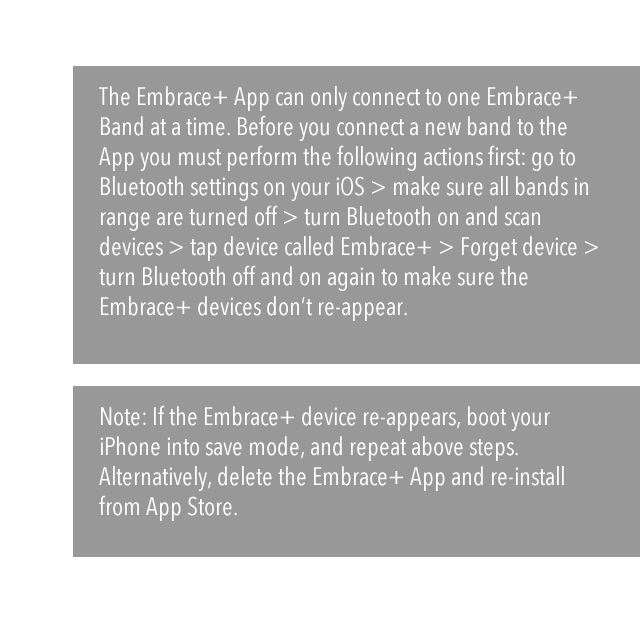 The Embrace+ App can only connect to one Embrace+
Band at a time. Before you connect a new band to the
App you must perform the following actions first: go to
Bluetooth settings on your iOS > make sure all bands in
range are turned off > turn Bluetooth on and scan
devices > tap device called Embrace+ > Forget device >
turn Bluetooth off and on again to make sure the
Embrace+ devices don’t re-appear.
Note: If the Embrace+ device re-appears, boot your
iPhone into save mode, and repeat above steps.
Alternatively, delete the Embrace+ App and re-install
from App Store.